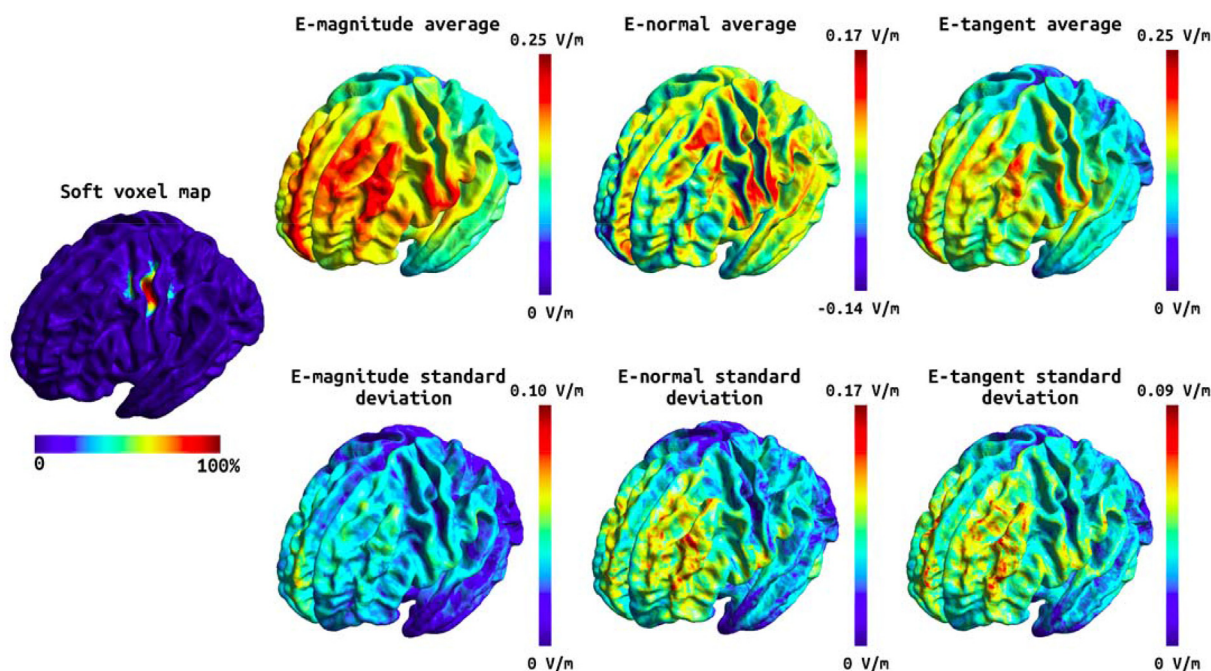 E-magnitude average
0.25 V/m
0 V/m
E-normal average
0.17 V/m
-0.14 V/m
E-tangent average
0.25 V/m
0 V/m
Soft voxel map
0
100%
E-magnitude standard
deviation
0.10 V/m
0 V/m
E-normal standard
deviation
0.17 V/m
0 V/m
E-tangent standard
deviation
0.09 V/m
0 V/m